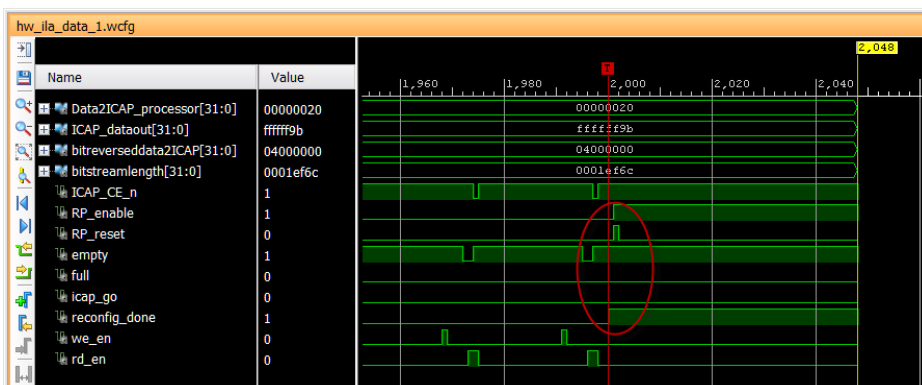 hw_ila_data_1.wcfg
2,048
T
Name Value
1,960 1,980 2,000 2,020 2,040
Data2ICAP_processor[31:0] 00000020 00000020
ICAP_dataout[31:0] ffffff9b ffffff9b
bitreverseddata2ICAP[31:0] 04000000 04000000
bitstreamlength[31:0] 0001ef6c 0001ef6c
ICAP_CE_n 1
RP_enable 1
RP_reset 0
empty 1
full 0
icap_go 0
reconfig_done 1
we_en 0
rd_en 0